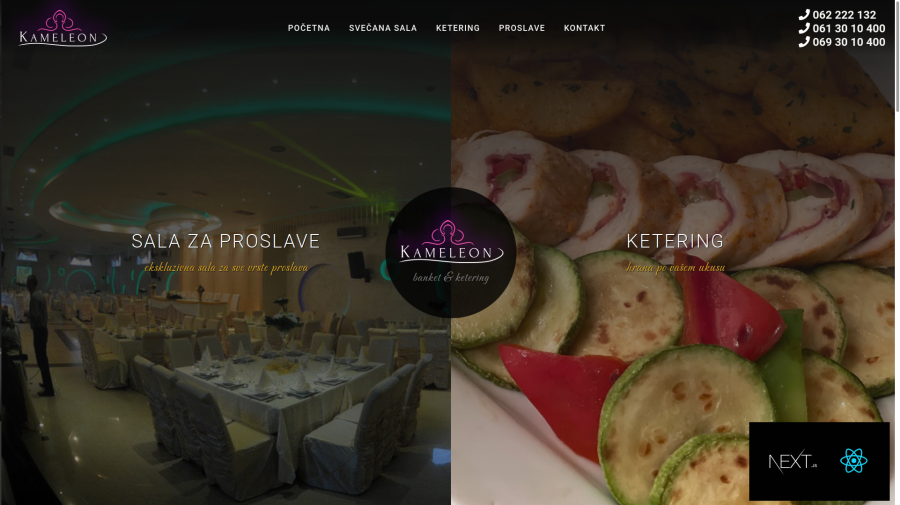 KAMELEON
POČETNA SVEČANA SALA KETERING PROSLAVE KONTAKT
062 222 132
061 30 10 400
069 30 10 400
SALA ZA PROSLAVE
ekskluzivna sala za sve vrste proslava
KAMELEON
banket & ketering
KETERING
hrana po vašem ukusu
NEXT.JS